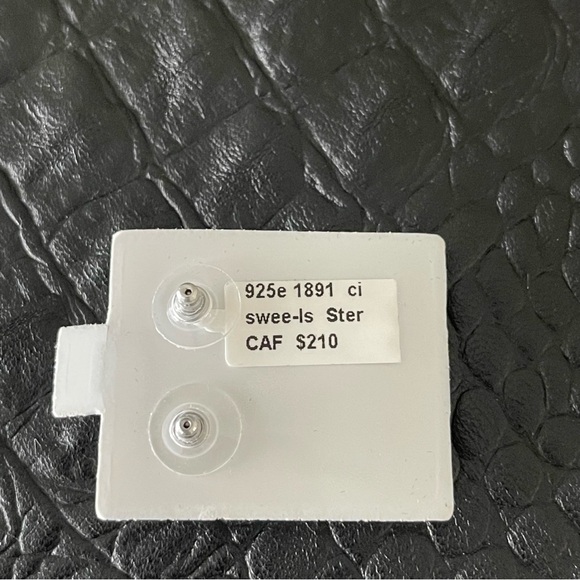 925e 1891 ci
swee-ls Ster
CAF $210